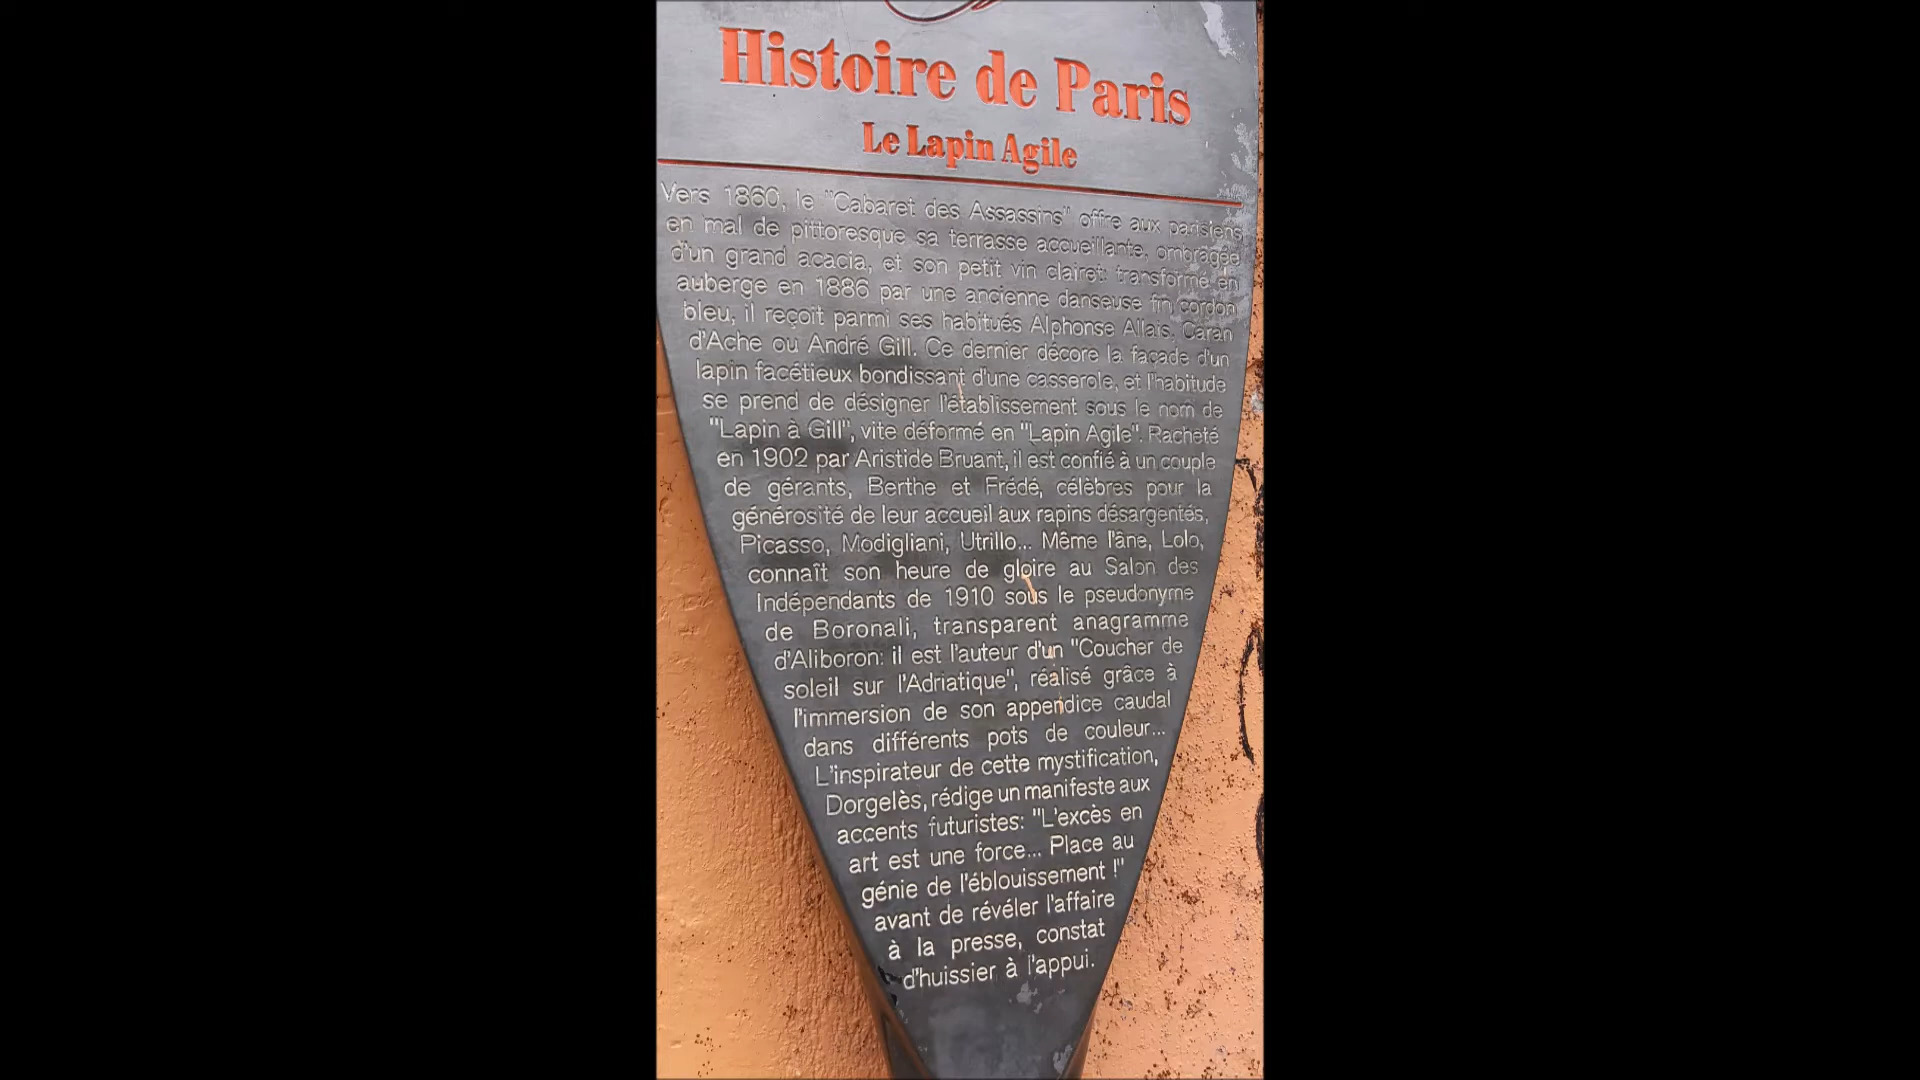 Histoire de Paris
Le Lapin Agile
Vers 1860, le "Cabaret des Assassins" offre aux parisiens
en mal de pittoresque sa terrasse accueillante, ombragée
d'un grand acacia, et son petit vin clairet: transformé en
auberge en 1886 par une ancienne danseuse fin cordon
bleu, il reçoit parmi ses habitués Alphonse Allais, Caran
d'Ache ou André Gill. Ce dernier décore la façade d'un
lapin facétieux bondissant d'une casserole, et l'habitude
se prend de désigner l'établissement sous le nom de
"Lapin à Gill", vite déformé en "Lapin Agile". Racheté
en 1902 par Aristide Bruant, il est confié à un couple
de gérants, Berthe et Frédé, célèbres pour la
générosité de leur accueil aux rapins désargentés,
Picasso, Modigliani, Utrillo... Même l'âne, Lolo,
connaît son heure de gloire au Salon des
Indépendants de 1910 sous le pseudonyme
de Boronali, transparent anagramme
d'Aliboron: il est l'auteur d'un "Coucher de
soleil sur l'Adriatique", réalisé grâce à
l'immersion de son appendice caudal
dans différents pots de couleur...
L'inspirateur de cette mystification,
Dorgelès, rédige un manifeste aux
accents futuristes: "L'excès en
art est une force... Place au
génie de l'éblouissement !"
avant de révéler l'affaire
à la presse, constat
d'huissier à l'appui.